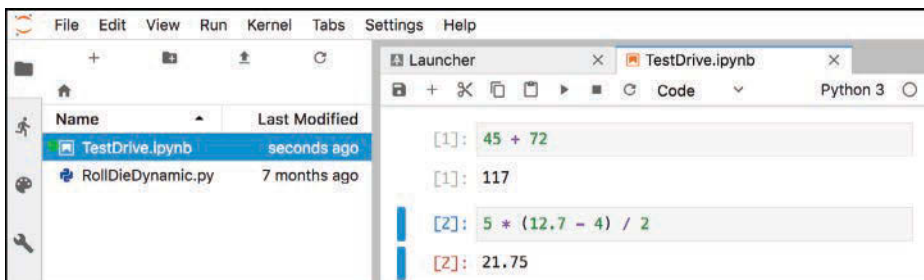 File Edit View Run Kernel Tabs Settings Help
Name Last Modified
TestDrive.ipynb seconds ago
RollDieDynamic.py 7 months ago
Launcher TestDrive.ipynb
Code Python 3
[1]: 45 + 72
[1]: 117
[2]: 5 * (12.7 - 4) / 2
[2]: 21.75